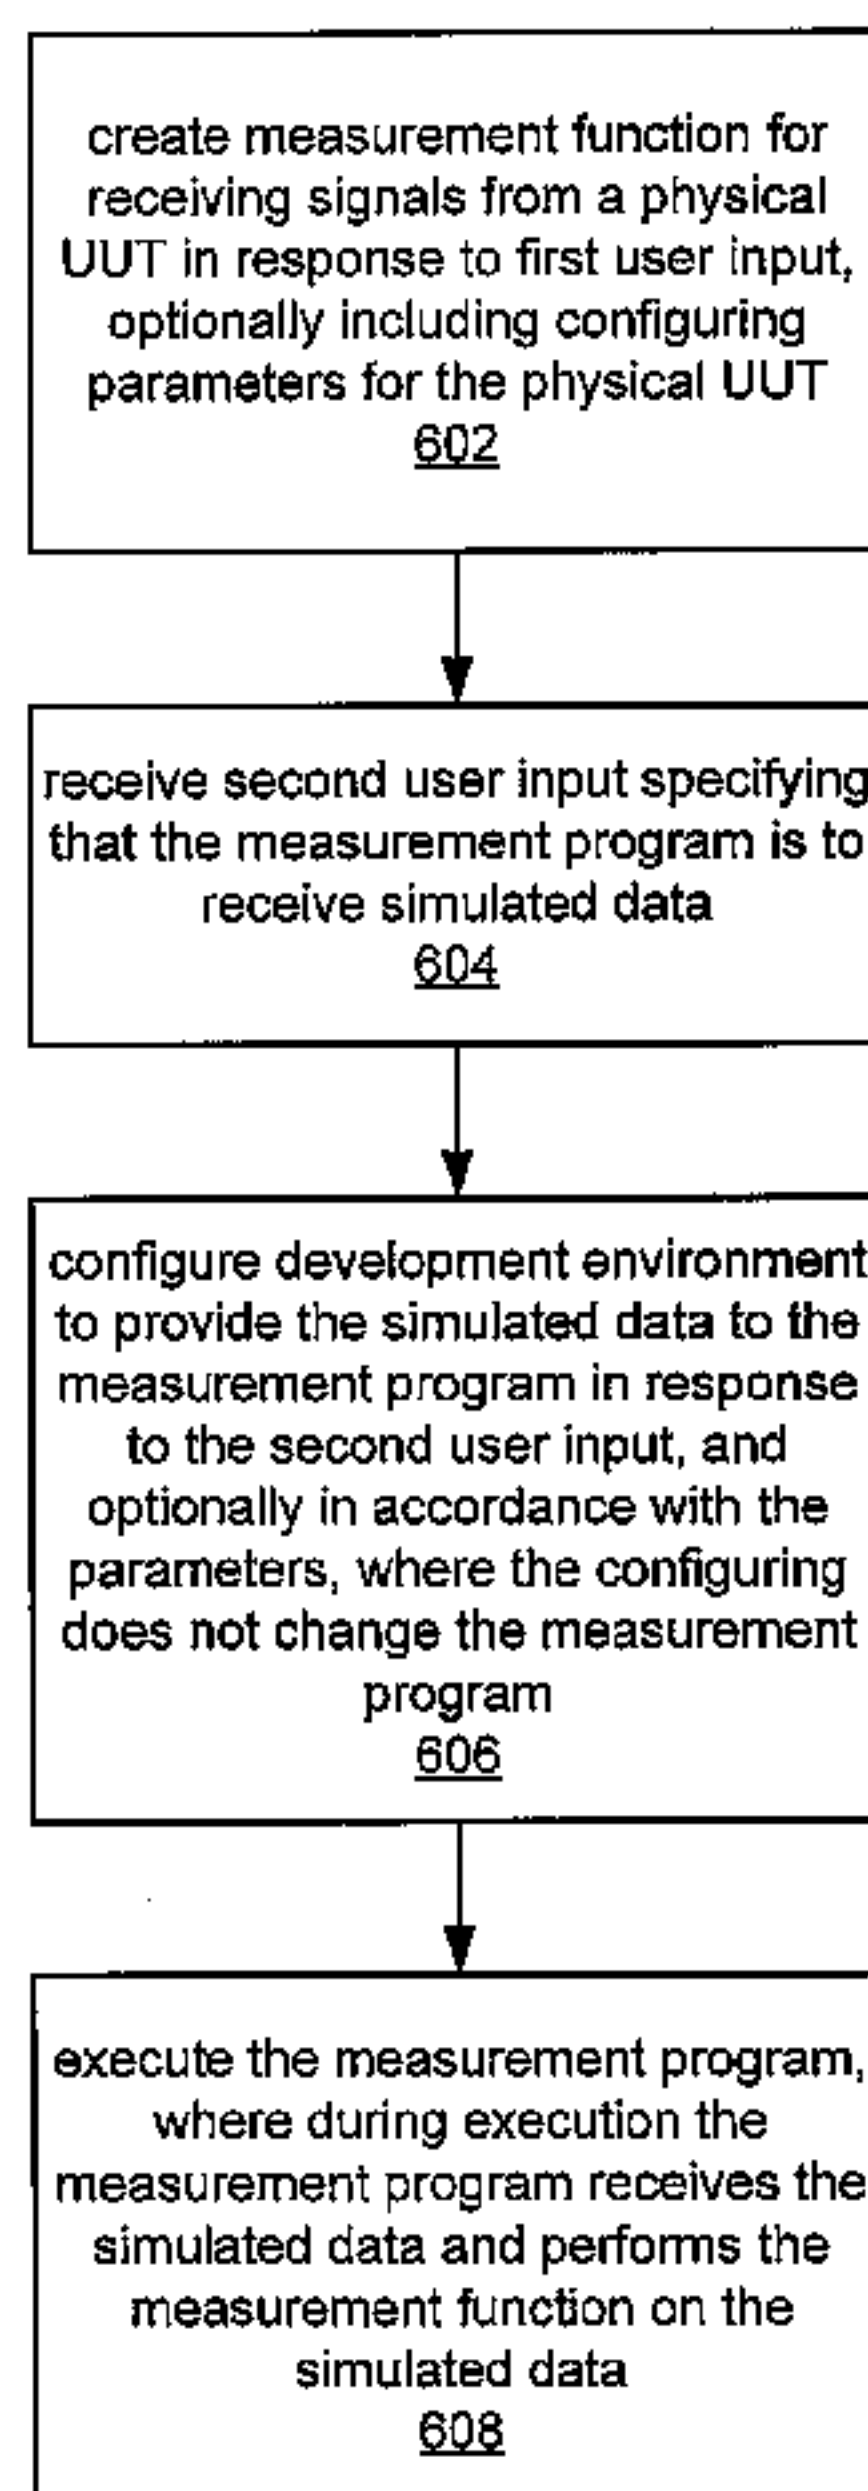 create measurement function for
receiving signals from a physical
UUT in response to first user input,
optionally including configuring
parameters for the physical UUT
602
receive second user input specifying
that the measurement program is to
receive simulated data
604
configure development environment
to provide the simulated data to the
measurement program in response
to the second user input, and
optionally in accordance with the
parameters, where the configuring
does not change the measurement
program
606
execute the measurement program,
where during execution the
measurement program receives the
simulated data and performs the
measurement function on the
simulated data
608